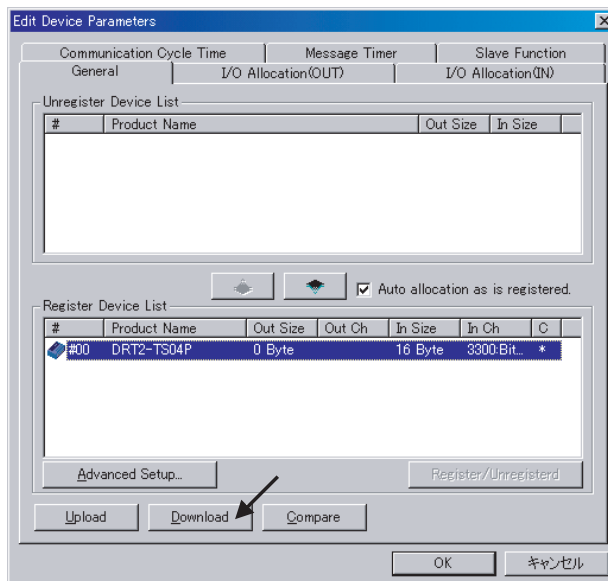 Edit Device Parameters
Communication Cycle Time Message Timer Slave Function
General I/O Allocation(OUT) I/O Allocation(IN)
Unregister Device List
# Product Name Out Size In Size
Auto allocation as is registered.
Register Device List
# Product Name Out Size Out Ch In Size In Ch C
#00 DRT2-TS04P 0 Byte 16 Byte 3300:Bit... *
Advanced Setup... Register/Unregisterd
Upload Download Compare
OK キャンセル